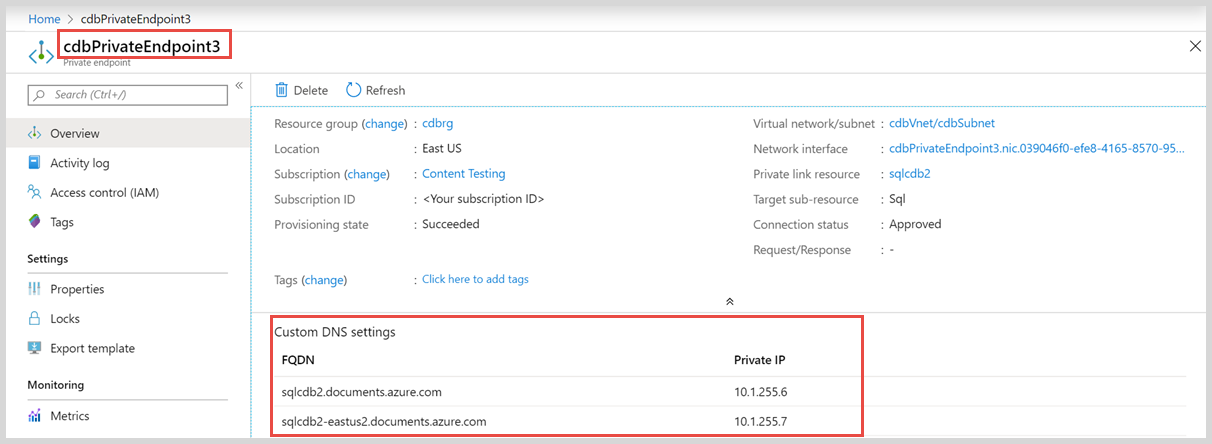 Home > cdbPrivateEndpoint3
cdbPrivateEndpoint3
Private endpoint
Search (Ctrl+/)
«
Overview
Activity log
Access control (IAM)
Tags
Settings
Properties
Locks
Export template
Monitoring
Metrics
Delete Refresh
Resource group (change) : cdbrg
Location : East US
Subscription (change) : Content Testing
Subscription ID : <Your subscription ID>
Provisioning state : Succeeded
Tags (change) : Click here to add tags
Virtual network/subnet : cdbVnet/cdbSubnet
Network interface : cdbPrivateEndpoint3.nic.039046f0-efe8-4165-8570-95...
Private link resource : sqlcdb2
Target sub-resource : Sql
Connection status : Approved
Request/Response : -
Custom DNS settings
FQDN Private IP
sqlcdb2.documents.azure.com 10.1.255.6
sqlcdb2-eastus2.documents.azure.com 10.1.255.7